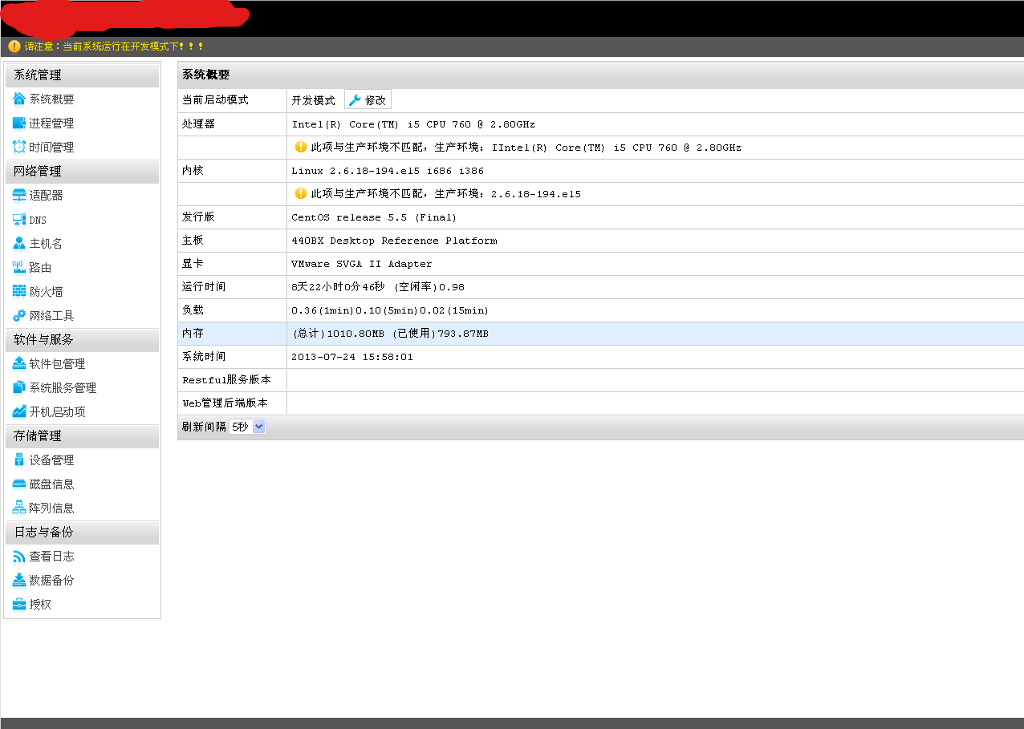 请注意：当前系统运行在开发模式下！！！
系统管理
系统概要
进程管理
时间管理
网络管理
适配器
DNS
主机名
路由
防火墙
网络工具
软件与服务
软件包管理
系统服务管理
开机启动项
存储管理
设备管理
磁盘信息
阵列信息
日志与备份
查看日志
数据备份
授权
系统概要
当前启动模式 开发模式 修改
处理器 Intel(R) Core(TM) i5 CPU 760 @ 2.80GHz
此项与生产环境不匹配，生产环境：IIntel(R) Core(TM) i5 CPU 760 @ 2.80GHz
内核 Linux 2.6.18-194.el5 i686 i386
此项与生产环境不匹配，生产环境：2.6.18-194.el5
发行版 CentOS release 5.5 (Final)
主板 440BX Desktop Reference Platform
显卡 VMware SVGA II Adapter
运行时间 8天22小时0分46秒 (空闲率)0.98
负载 0.36(1min)0.10(5min)0.02(15min)
内存 (总计)1010.80MB (已使用)793.87MB
系统时间 2013-07-24 15:58:01
Restful服务版本
Web管理后端版本
刷新间隔 5秒